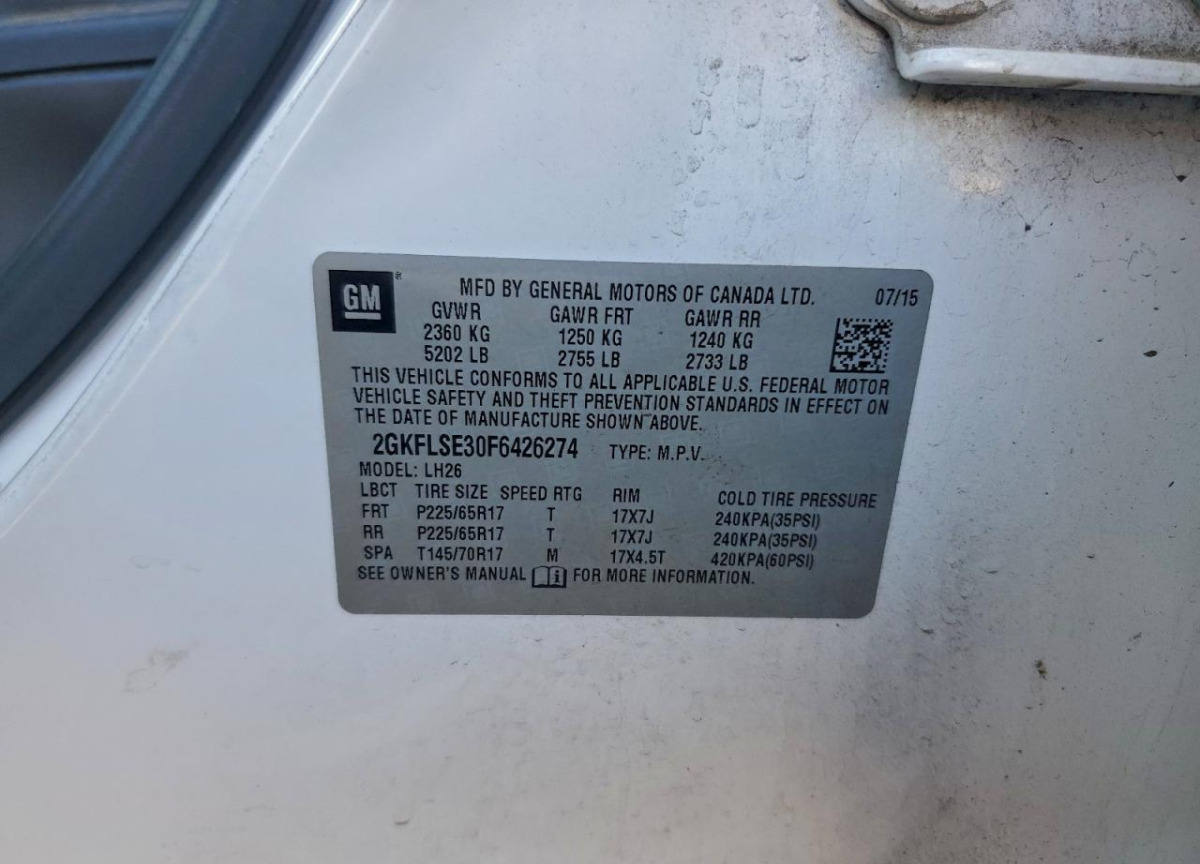 GM ® MFD BY GENERAL MOTORS OF CANADA LTD. 07/15
GVWR GAWR FRT GAWR RR
2360 KG 1250 KG 1240 KG
5202 LB 2755 LB 2733 LB
THIS VEHICLE CONFORMS TO ALL APPLICABLE U.S. FEDERAL MOTOR
VEHICLE SAFETY AND THEFT PREVENTION STANDARDS IN EFFECT ON
THE DATE OF MANUFACTURE SHOWN ABOVE.
2GKFLSE30F6426274 TYPE: M.P.V.
MODEL: LH26
LBCT TIRE SIZE SPEED RTG RIM COLD TIRE PRESSURE
FRT P225/65R17 T 17X7J 240KPA(35PSI)
RR P225/65R17 T 17X7J 240KPA(35PSI)
SPA T145/70R17 M 17X4.5T 420KPA(60PSI)
SEE OWNER'S MANUAL i FOR MORE INFORMATION.